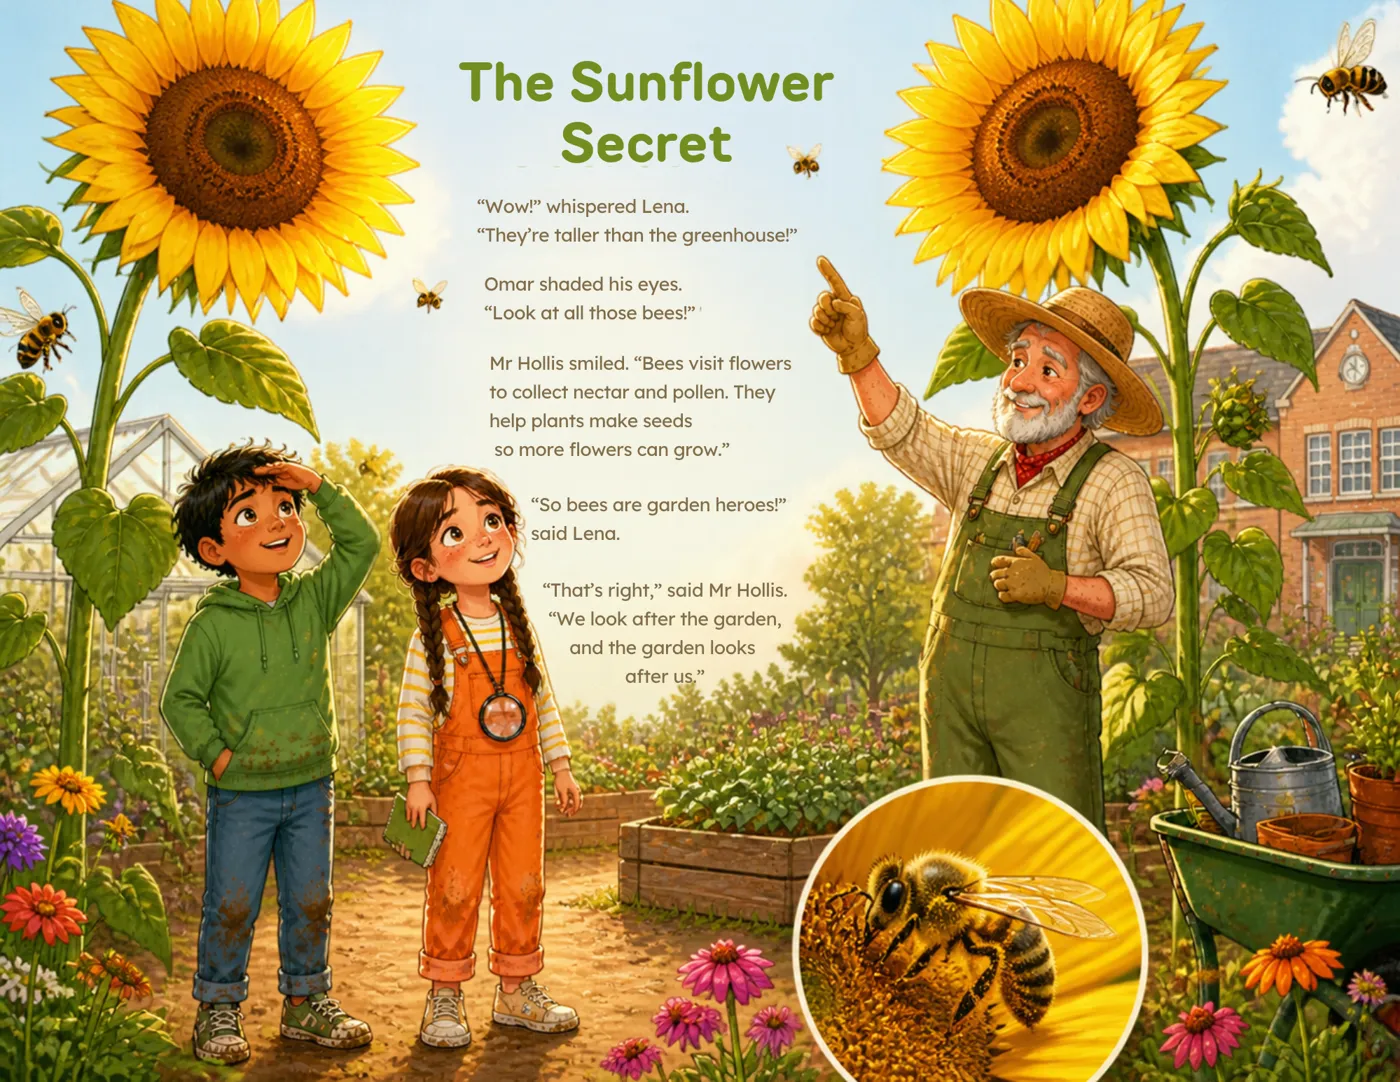 The Sunflower
Secret
“Wow!” whispered Lena.
“They’re taller than the greenhouse!”
Omar shaded his eyes.
“Look at all those bees!”
Mr Hollis smiled. “Bees visit flowers
to collect nectar and pollen. They
help plants make seeds
so more flowers can grow.”
“So bees are garden heroes!”
said Lena.
“That’s right,” said Mr Hollis.
“We look after the garden,
and the garden looks
after us.”